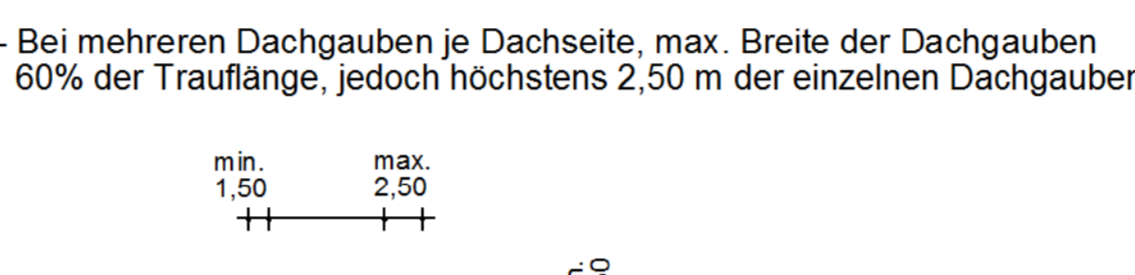 - Bei mehreren Dachgauben je Dachseite, max. Breite der Dachgauben
60% der Trauflänge, jedoch höchstens 2,50 m der einzelnen Dachgauben
min. max.
1,50 2,50